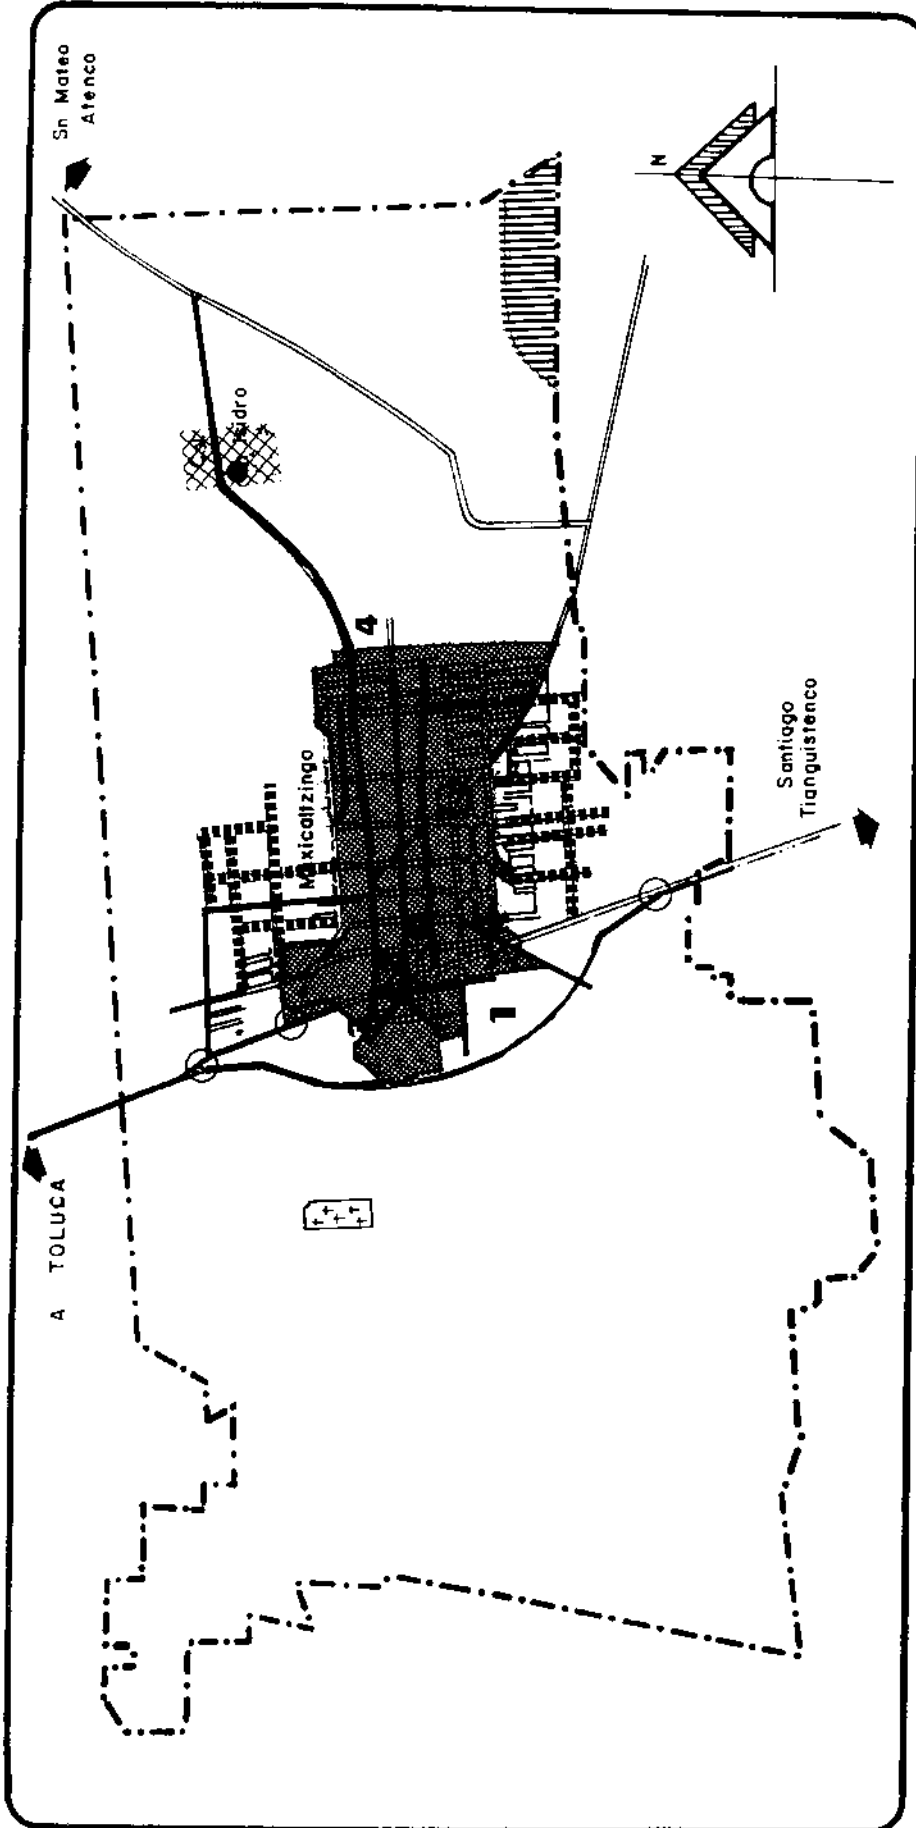 Sn Mateo
Atenco
N
4
Mexicaltzingo
Santiago
Tianguistenco
1
A TOLUCA